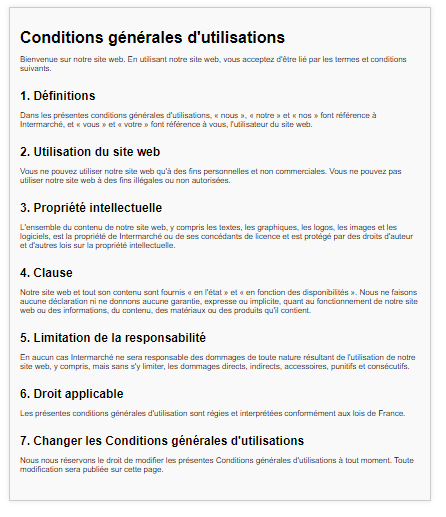 Conditions générales d'utilisations
Bienvenue sur notre site web. En utilisant notre site web, vous acceptez d'être lié par les termes et conditions
suivants.
1. Définitions
Dans les présentes conditions générales d'utilisations, « nous », « notre » et « nos » font référence à
Intermarché, et « vous » et « votre » font référence à vous, l'utilisateur du site web.
2. Utilisation du site web
Vous ne pouvez utiliser notre site web qu'à des fins personnelles et non commerciales. Vous ne pouvez pas
utiliser notre site web à des fins illégales ou non autorisées.
3. Propriété intellectuelle
L'ensemble du contenu de notre site web, y compris les textes, les graphiques, les logos, les images et les
logiciels, est la propriété de Intermarché ou de ses concédants de licence et est protégé par des droits d'auteur
et d'autres lois sur la propriété intellectuelle.
4. Clause
Notre site web et tout son contenu sont fournis « en l'état » et « en fonction des disponibilités ». Nous ne faisons
aucune déclaration ni ne donnons aucune garantie, expresse ou implicite, quant au fonctionnement de notre site
web ou des informations, du contenu, des matériaux ou des produits qu'il contient.
5. Limitation de la responsabilité
En aucun cas Intermarché ne sera responsable des dommages de toute nature résultant de l'utilisation de notre
site web, y compris, mais sans s'y limiter, les dommages directs, indirects, accessoires, punitifs et consécutifs.
6. Droit applicable
Les présentes conditions générales d'utilisation sont régies et interprétées conformément aux lois de France.
7. Changer les Conditions générales d'utilisations
Nous nous réservons le droit de modifier les présentes Conditions générales d'utilisations à tout moment. Toute
modification sera publiée sur cette page.